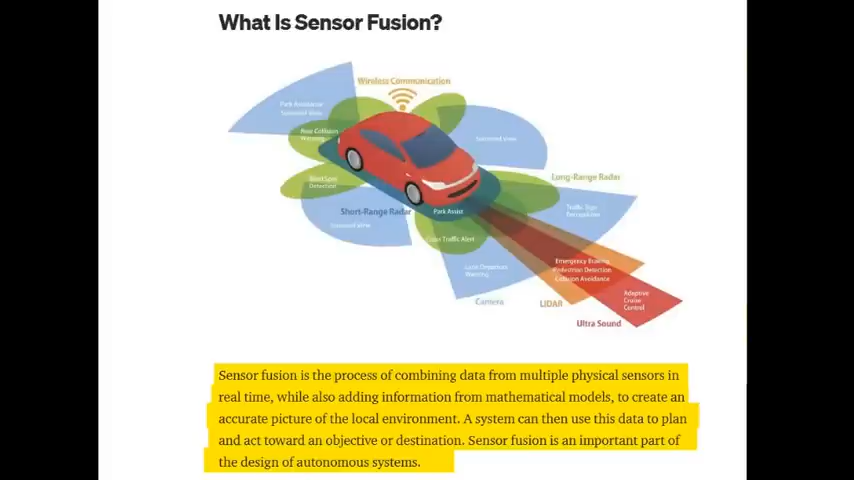 What Is Sensor Fusion?
Wireless Communication
Park Assistance
Surround View
Rear Collision
Warning
Surround View
Blind Spot
Detection
Long-Range Radar
Short-Range Radar
Park Assist
Traffic Sign
Recognition
Surround View
Cross Traffic Alert
Emergency Braking
Pedestrian Detection
Collision Avoidance
Lane Departure
Warning
Adaptive
Cruise
Control
Camera
LIDAR
Ultra Sound
Sensor fusion is the process of combining data from multiple physical sensors in
real time, while also adding information from mathematical models, to create an
accurate picture of the local environment. A system can then use this data to plan
and act toward an objective or destination. Sensor fusion is an important part of
the design of autonomous systems.